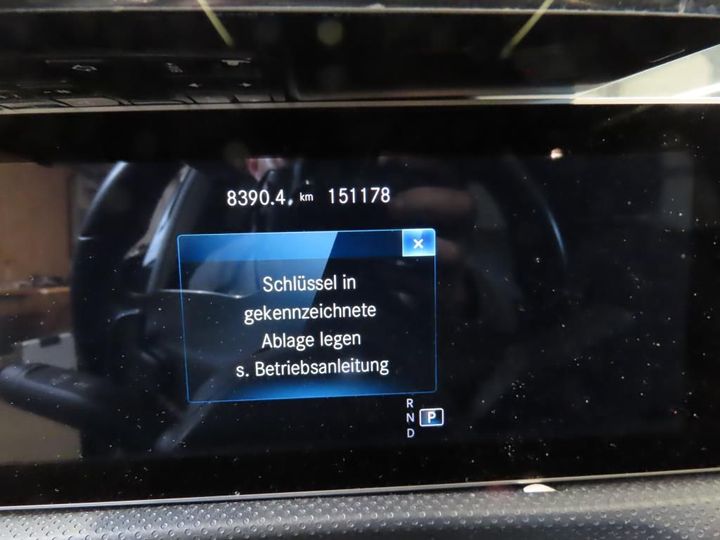 8390.4, km 151178
×
Schlüssel in
gekennzeichnete
Ablage legen
s. Betriebsanleitung
R
N P
D